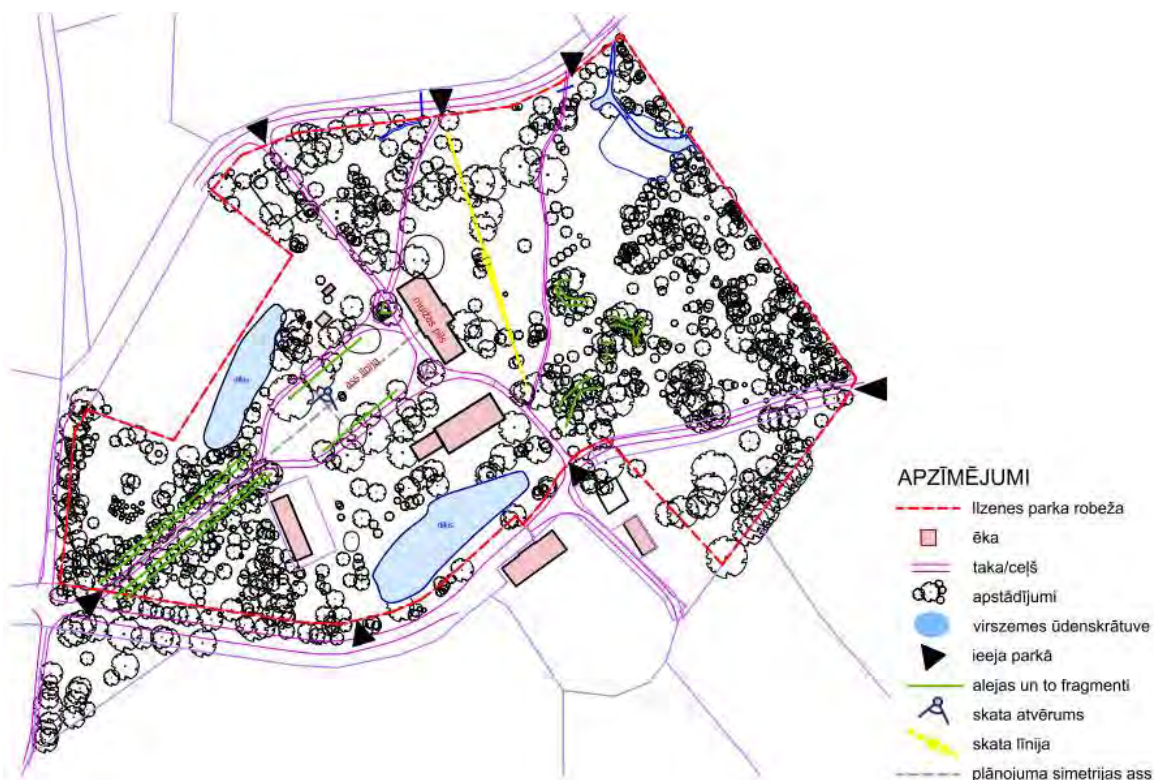 muižas pils
ass līnija
dīķis
dīķis
APZĪMĒJUMI
Ilzenes parka robeža
ēka
taka/ceļš
apstādījumi
virszemes ūdenskrātuve
ieeja parkā
alejas un to fragmenti
skata atvērums
skata līnija
plānojuma simetrijas ass